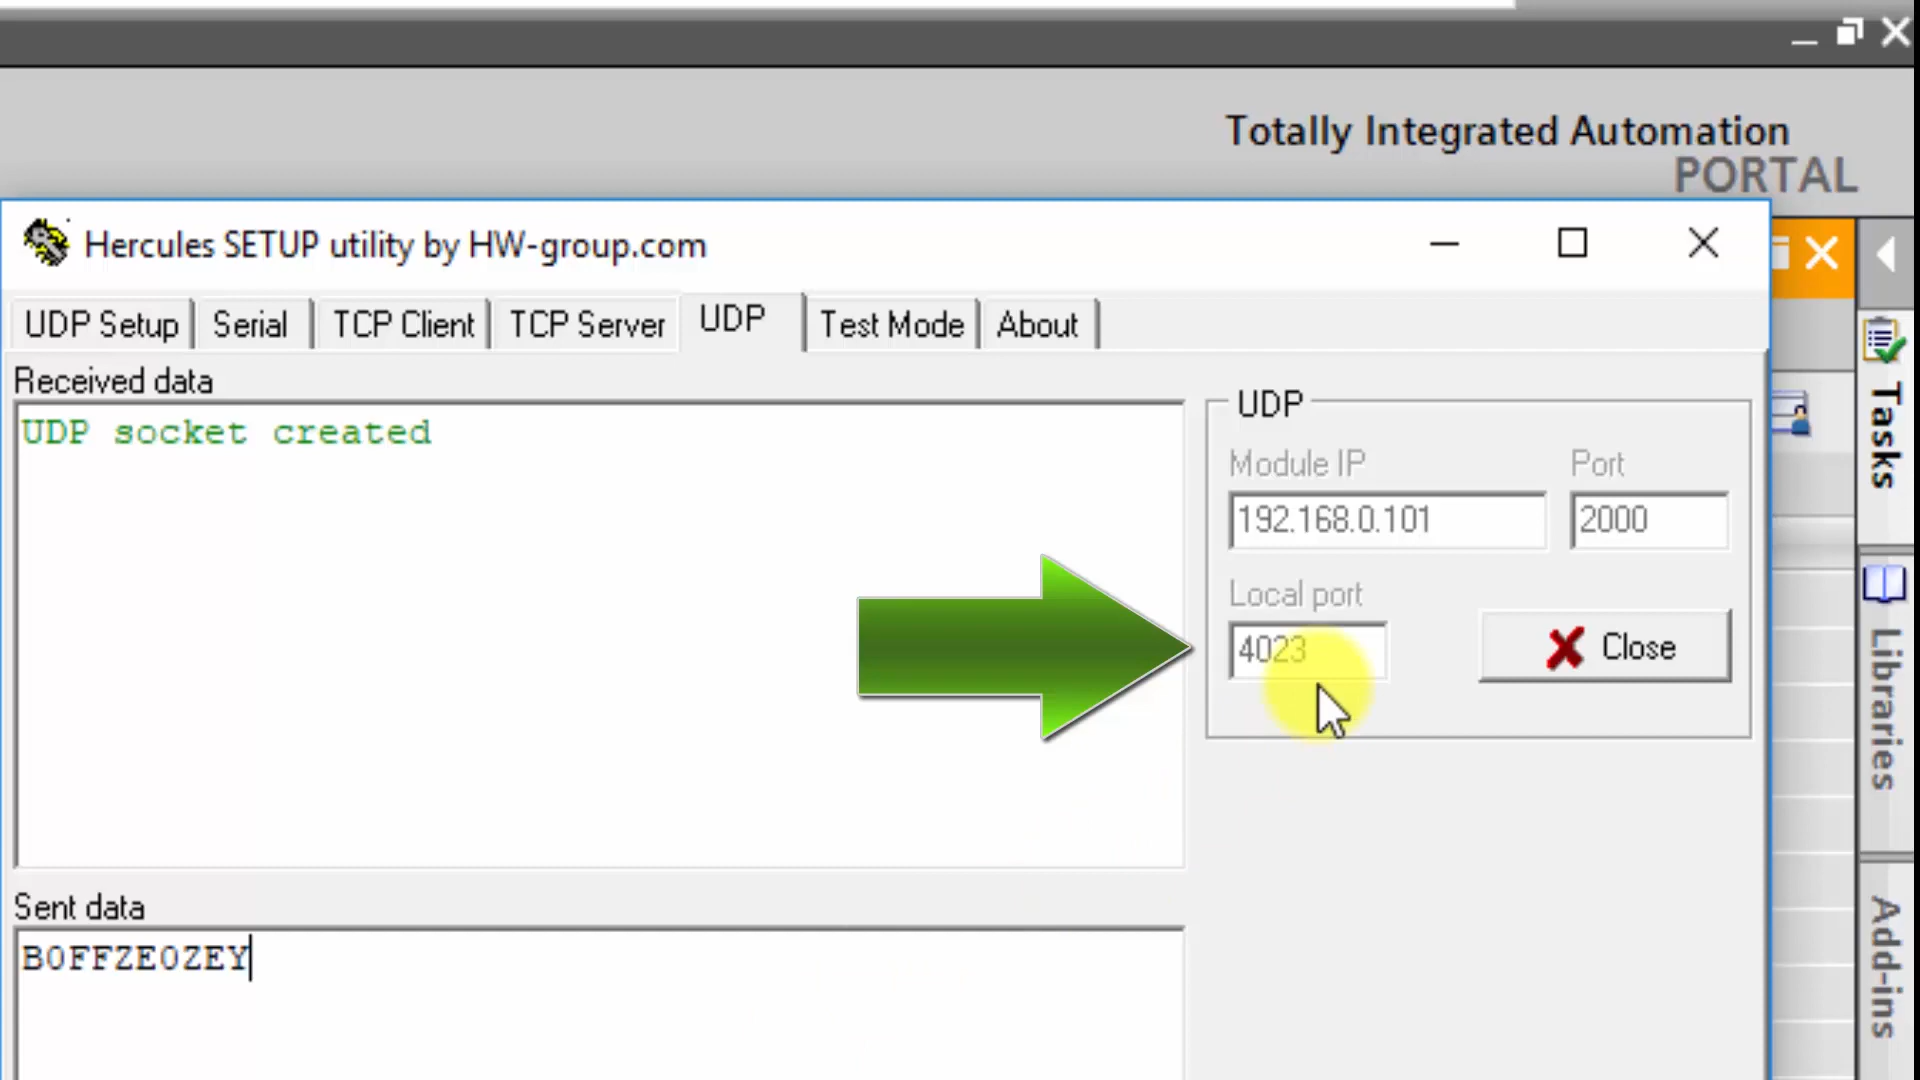 Totally Integrated Automation
PORTAL
Hercules SETUP utility by HW-group.com
UDP Setup
Serial
TCP Client
TCP Server
UDP
Test Mode
About
Received data
UDP socket created
UDP
Module IP
Port
192.168.0.101
2000
Local port
4023
Close
Sent data
B0FFZE0ZEY
Tasks
Libraries
Add-ins